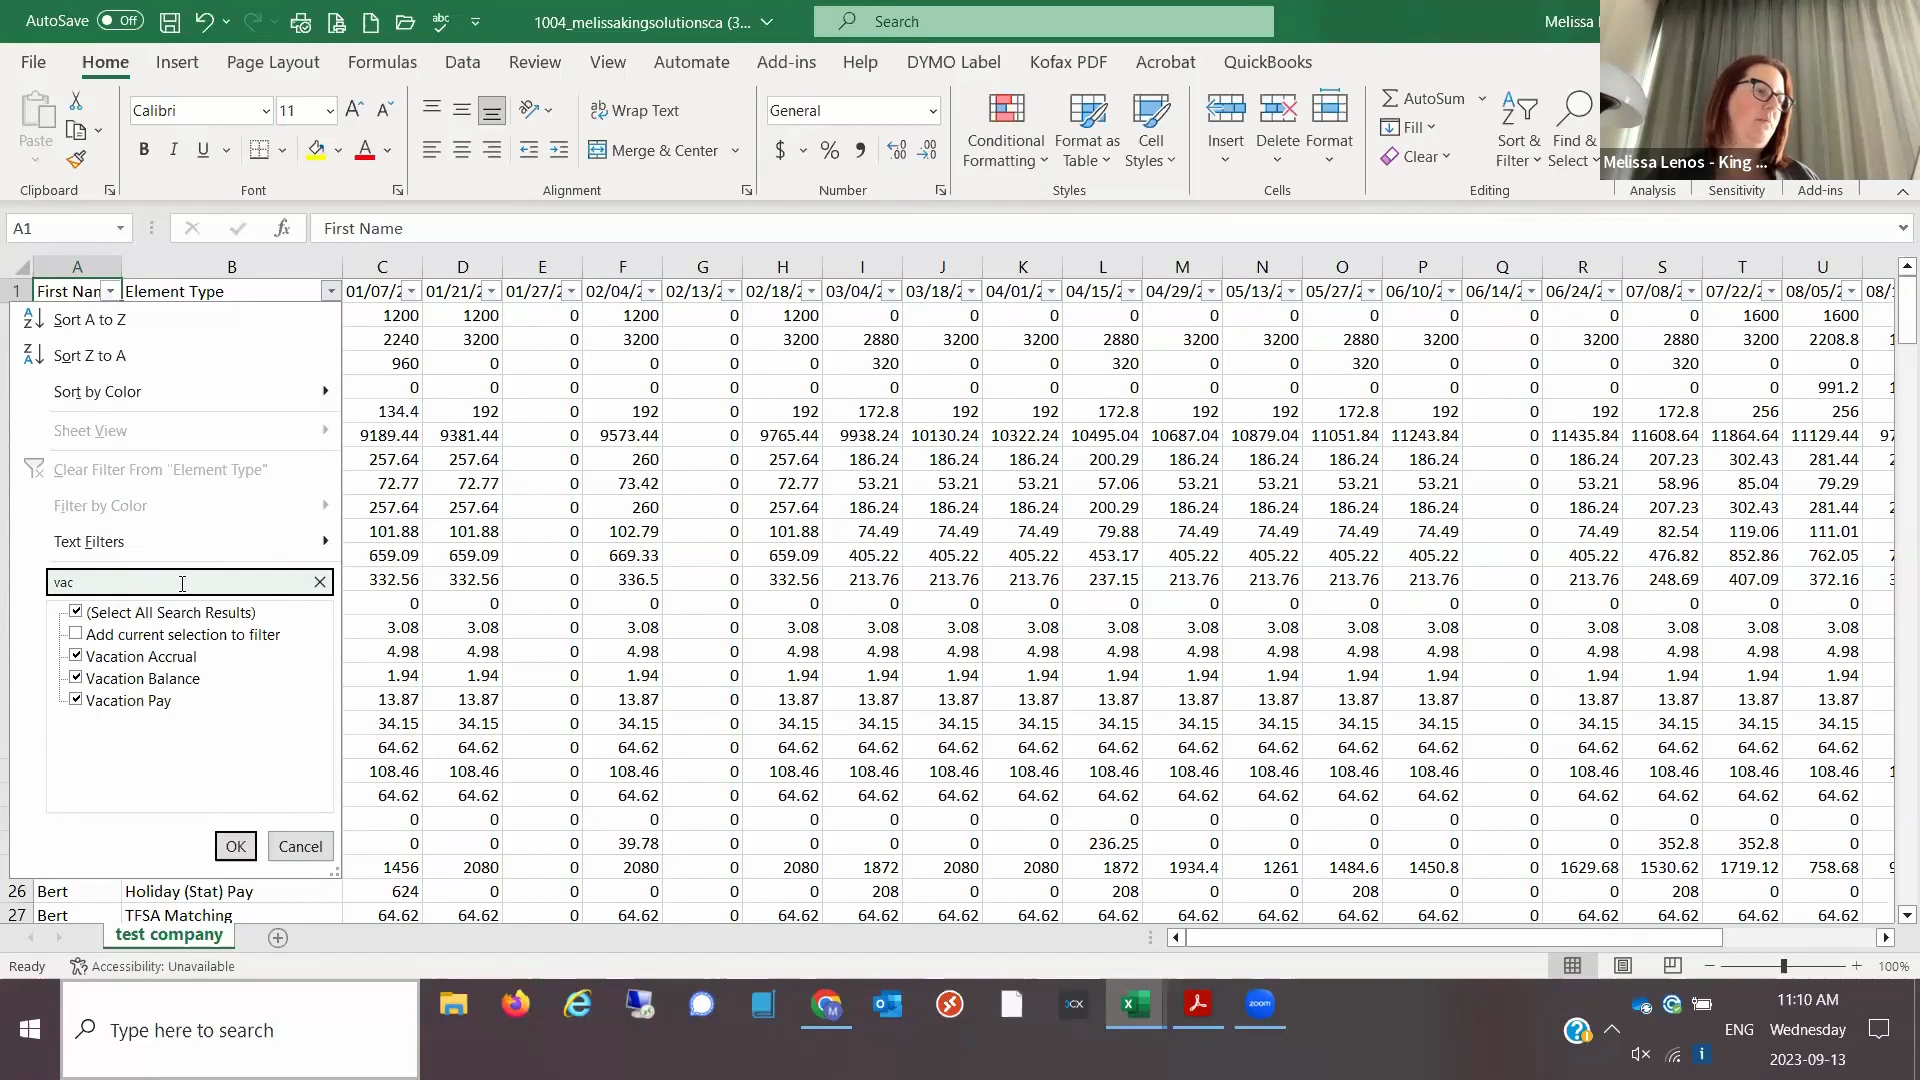 AutoSave Off 1004_melissakingsolutionsca (3... Search Melissa
File Home Insert Page Layout Formulas Data Review View Automate Add-ins Help DYMO Label Kofax PDF Acrobat QuickBooks
Paste Calibri 11 Wrap Text General Conditional Formatting Format as Table Cell Styles Insert Delete Format AutoSum Fill Clear Sort & Filter Find & Select
B I U Merge & Center $ % Melissa Lenos - King ...
Clipboard Font Alignment Number Styles Cells Editing Analysis Sensitivity Add-ins
A1 fx First Name
A B C D E F G H I J K L M N O P Q R S T U
1 First Nam Element Type 01/07/2 01/21/2 01/27/2 02/04/2 02/13/2 02/18/2 03/04/2 03/18/2 04/01/2 04/15/2 04/29/2 05/13/2 05/27/2 06/10/2 06/14/2 06/24/2 07/08/2 07/22/2 08/05/2 08/
Sort A to Z
Sort Z to A
Sort by Color
Sheet View
Clear Filter From "Element Type"
Filter by Color
Text Filters
vac
(Select All Search Results)
Add current selection to filter
Vacation Accrual
Vacation Balance
Vacation Pay
OK Cancel
1200 1200 0 1200 0 1200 0 0 0 0 0 0 0 0 0 0 0 1600 1600
2240 3200 0 3200 0 3200 2880 3200 3200 2880 3200 3200 2880 3200 0 3200 2880 3200 2208.8
960 0 0 0 0 0 320 0 0 320 0 0 320 0 0 0 320 0 0
0 0 0 0 0 0 0 0 0 0 0 0 0 0 0 0 0 0 991.2
134.4 192 0 192 0 192 172.8 192 192 172.8 192 192 172.8 192 0 192 172.8 256 256
9189.44 9381.44 0 9573.44 0 9765.44 9938.24 10130.24 10322.24 10495.04 10687.04 10879.04 11051.84 11243.84 0 11435.84 11608.64 11864.64 11129.44 97
257.64 257.64 0 260 0 257.64 186.24 186.24 186.24 200.29 186.24 186.24 186.24 186.24 0 186.24 207.23 302.43 281.44
72.77 72.77 0 73.42 0 72.77 53.21 53.21 53.21 57.06 53.21 53.21 53.21 53.21 0 53.21 58.96 85.04 79.29
257.64 257.64 0 260 0 257.64 186.24 186.24 186.24 200.29 186.24 186.24 186.24 186.24 0 186.24 207.23 302.43 281.44
101.88 101.88 0 102.79 0 101.88 74.49 74.49 74.49 79.88 74.49 74.49 74.49 74.49 0 74.49 82.54 119.06 111.01
659.09 659.09 0 669.33 0 659.09 405.22 405.22 405.22 453.17 405.22 405.22 405.22 405.22 0 405.22 476.82 852.86 762.05
332.56 332.56 0 336.5 0 332.56 213.76 213.76 213.76 237.15 213.76 213.76 213.76 213.76 0 213.76 248.69 407.09 372.16
0 0 0 0 0 0 0 0 0 0 0 0 0 0 0 0 0 0 0
3.08 3.08 0 3.08 0 3.08 3.08 3.08 3.08 3.08 3.08 3.08 3.08 3.08 0 3.08 3.08 3.08 3.08
4.98 4.98 0 4.98 0 4.98 4.98 4.98 4.98 4.98 4.98 4.98 4.98 4.98 0 4.98 4.98 4.98 4.98
1.94 1.94 0 1.94 0 1.94 1.94 1.94 1.94 1.94 1.94 1.94 1.94 1.94 0 1.94 1.94 1.94 1.94
13.87 13.87 0 13.87 0 13.87 13.87 13.87 13.87 13.87 13.87 13.87 13.87 13.87 0 13.87 13.87 13.87 13.87
34.15 34.15 0 34.15 0 34.15 34.15 34.15 34.15 34.15 34.15 34.15 34.15 34.15 0 34.15 34.15 34.15 34.15
64.62 64.62 0 64.62 0 64.62 64.62 64.62 64.62 64.62 64.62 64.62 64.62 64.62 0 64.62 64.62 64.62 64.62
108.46 108.46 0 108.46 0 108.46 108.46 108.46 108.46 108.46 108.46 108.46 108.46 108.46 0 108.46 108.46 108.46 108.46
64.62 64.62 0 64.62 0 64.62 64.62 64.62 64.62 64.62 64.62 64.62 64.62 64.62 0 64.62 64.62 64.62 64.62
0 0 0 0 0 0 0 0 0 0 0 0 0 0 0 0 0 0 0
0 0 0 39.78 0 0 0 0 0 236.25 0 0 0 0 0 0 352.8 352.8 0
1456 2080 0 2080 0 2080 1872 2080 2080 1872 1934.4 1261 1484.6 1450.8 0 1629.68 1530.62 1719.12 758.68
26 Bert Holiday (Stat) Pay 624 0 0 0 0 0 208 0 0 208 0 0 208 0 0 0 208 0 0
27 Bert TFSA Matching 64.62 64.62 0 64.62 0 64.62 64.62 64.62 64.62 64.62 64.62 64.62 64.62 64.62 0 64.62 64.62 64.62 64.62
test company
Ready Accessibility: Unavailable 100%
Type here to search 3CX zoom ENG 11:10 AM
Wednesday
2023-09-13